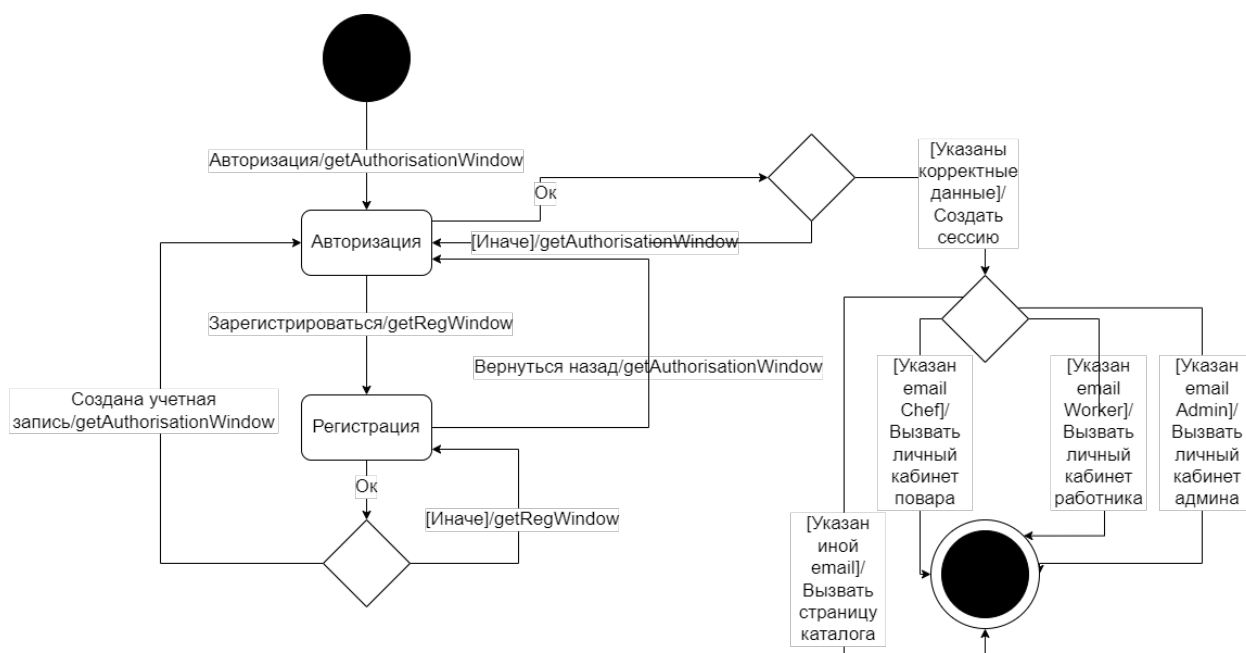 Авторизация/getAuthorisationWindow
Ок
[Указаны
корректные
данные]/
Создать
сессию
Авторизация
[Иначе]/getAuthorisationWindow
Зарегистрироваться/getRegWindow
Вернуться назад/getAuthorisationWindow
Создана учетная
запись/getAuthorisationWindow
Регистрация
Ок
[Иначе]/getRegWindow
[Указан
email
Chef]/
Вызвать
личный
кабинет
повара
[Указан
email
Worker]/
Вызвать
личный
кабинет
работника
[Указан
email
Admin]/
Вызвать
личный
кабинет
админа
[Указан
иной
email]/
Вызвать
страницу
каталога